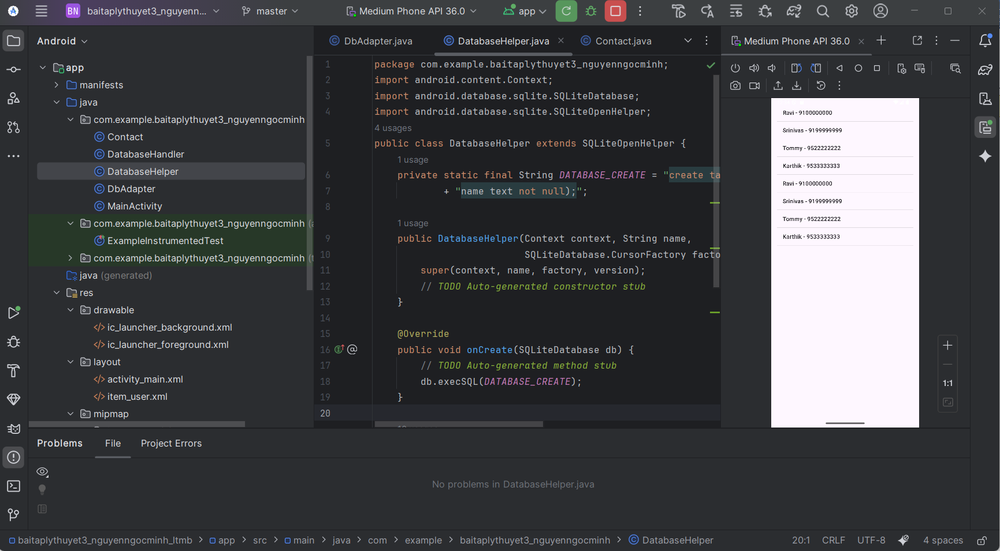 BN baitaplythuyet3_nguyenn... master Medium Phone API 36.0 app
Android
app
manifests
java
com.example.baitaplythuyet3_nguyenngocminh
Contact
DatabaseHandler
DatabaseHelper
DbAdapter
MainActivity
com.example.baitaplythuyet3_nguyenngocminh
ExampleInstrumentedTest
com.example.baitaplythuyet3_nguyenngocminh
java (generated)
res
drawable
ic_launcher_background.xml
ic_launcher_foreground.xml
layout
activity_main.xml
item_user.xml
mipmap
DbAdapter.java DatabaseHelper.java Contact.java
1 package com.example.baitaplythuyet3_nguyenngocminh;
2 import android.content.Context;
3 import android.database.sqlite.SQLiteDatabase;
4 import android.database.sqlite.SQLiteOpenHelper;
4 usages
5 public class DatabaseHelper extends SQLiteOpenHelper {
1 usage
6 private static final String DATABASE_CREATE = "create ta
7 + "name text not null);";
8
1 usage
9 public DatabaseHelper(Context context, String name,
10 SQLiteDatabase.CursorFactory facto
11 super(context, name, factory, version);
12 // TODO Auto-generated constructor stub
13 }
14
15 @Override
16 public void onCreate(SQLiteDatabase db) {
17 // TODO Auto-generated method stub
18 db.execSQL(DATABASE_CREATE);
19 }
20
Medium Phone API 36.0
Ravi - 9100000000
Srinivas - 9199999999
Tommy - 9522222222
Karthik - 9533333333
Ravi - 9100000000
Srinivas - 9199999999
Tommy - 9522222222
Karthik - 9533333333
1:1
Problems File Project Errors
No problems in DatabaseHelper.java
baitaplythuyet3_nguyenngocminh_ltmb > app > src > main > java > com > example > baitaplythuyet3_nguyenngocminh > DatabaseHelper 20:1 CRLF UTF-8 4 spaces